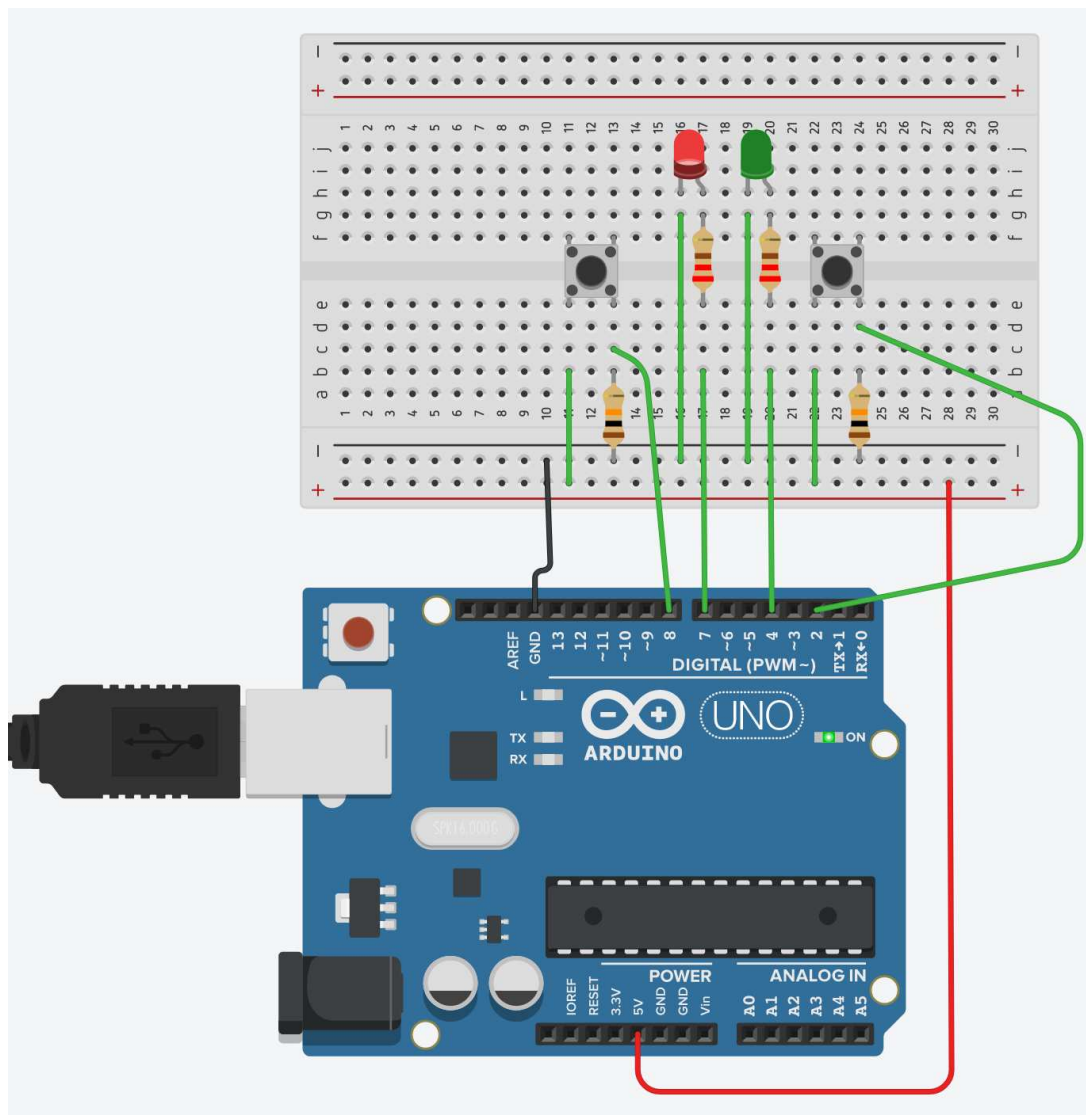 - -
+ +
1 2 3 4 5 6 7 8 9 10 11 12 13 14 15 16 17 18 19 20 21 22 23 24 25 26 27 28 29 30
j j
i i
h h
g g
f f
e e
d d
c c
b b
a a
1 2 3 4 5 6 7 8 9 10 11 12 13 14 15 16 17 18 19 20 21 22 23 24 25 26 27 28 29 30
- -
+ +
AREF GND 13 12 ~11 ~10 ~9 8 7 ~6 ~5 4 ~3 2 TX→1 RX←0
DIGITAL (PWM~)
L
TX
RX
ARDUINO
UNO
ON
SPK16.000G
POWER ANALOG IN
IOREF RESET 3.3V 5V GND GND Vin A0 A1 A2 A3 A4 A5